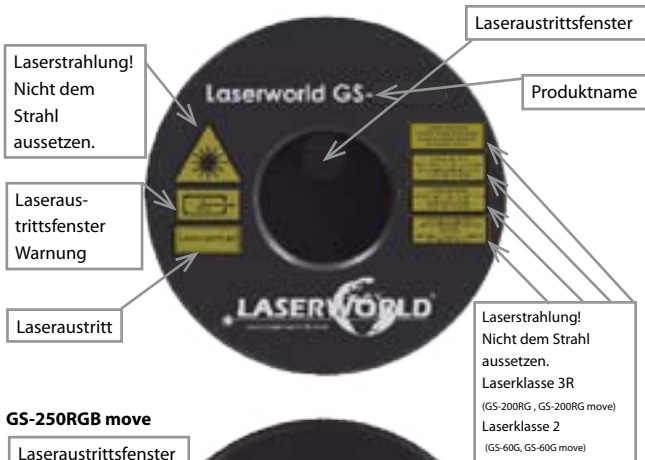 Laseraustrittsfenster
Laserstrahlung!
Nicht dem
Strahl
aussetzen.
Laserworld GS-
Produktname
Laseraus-
trittsfenster
Warnung
Laseraustritt
LASERWORLD
Laserstrahlung!
Nicht dem Strahl
aussetzen.
Laserklasse 3R
(GS-200RG , GS-200RG move)
Laserklasse 2
(GS-60G, GS-60G move)
GS-250RGB move
Laseraustrittsfenster